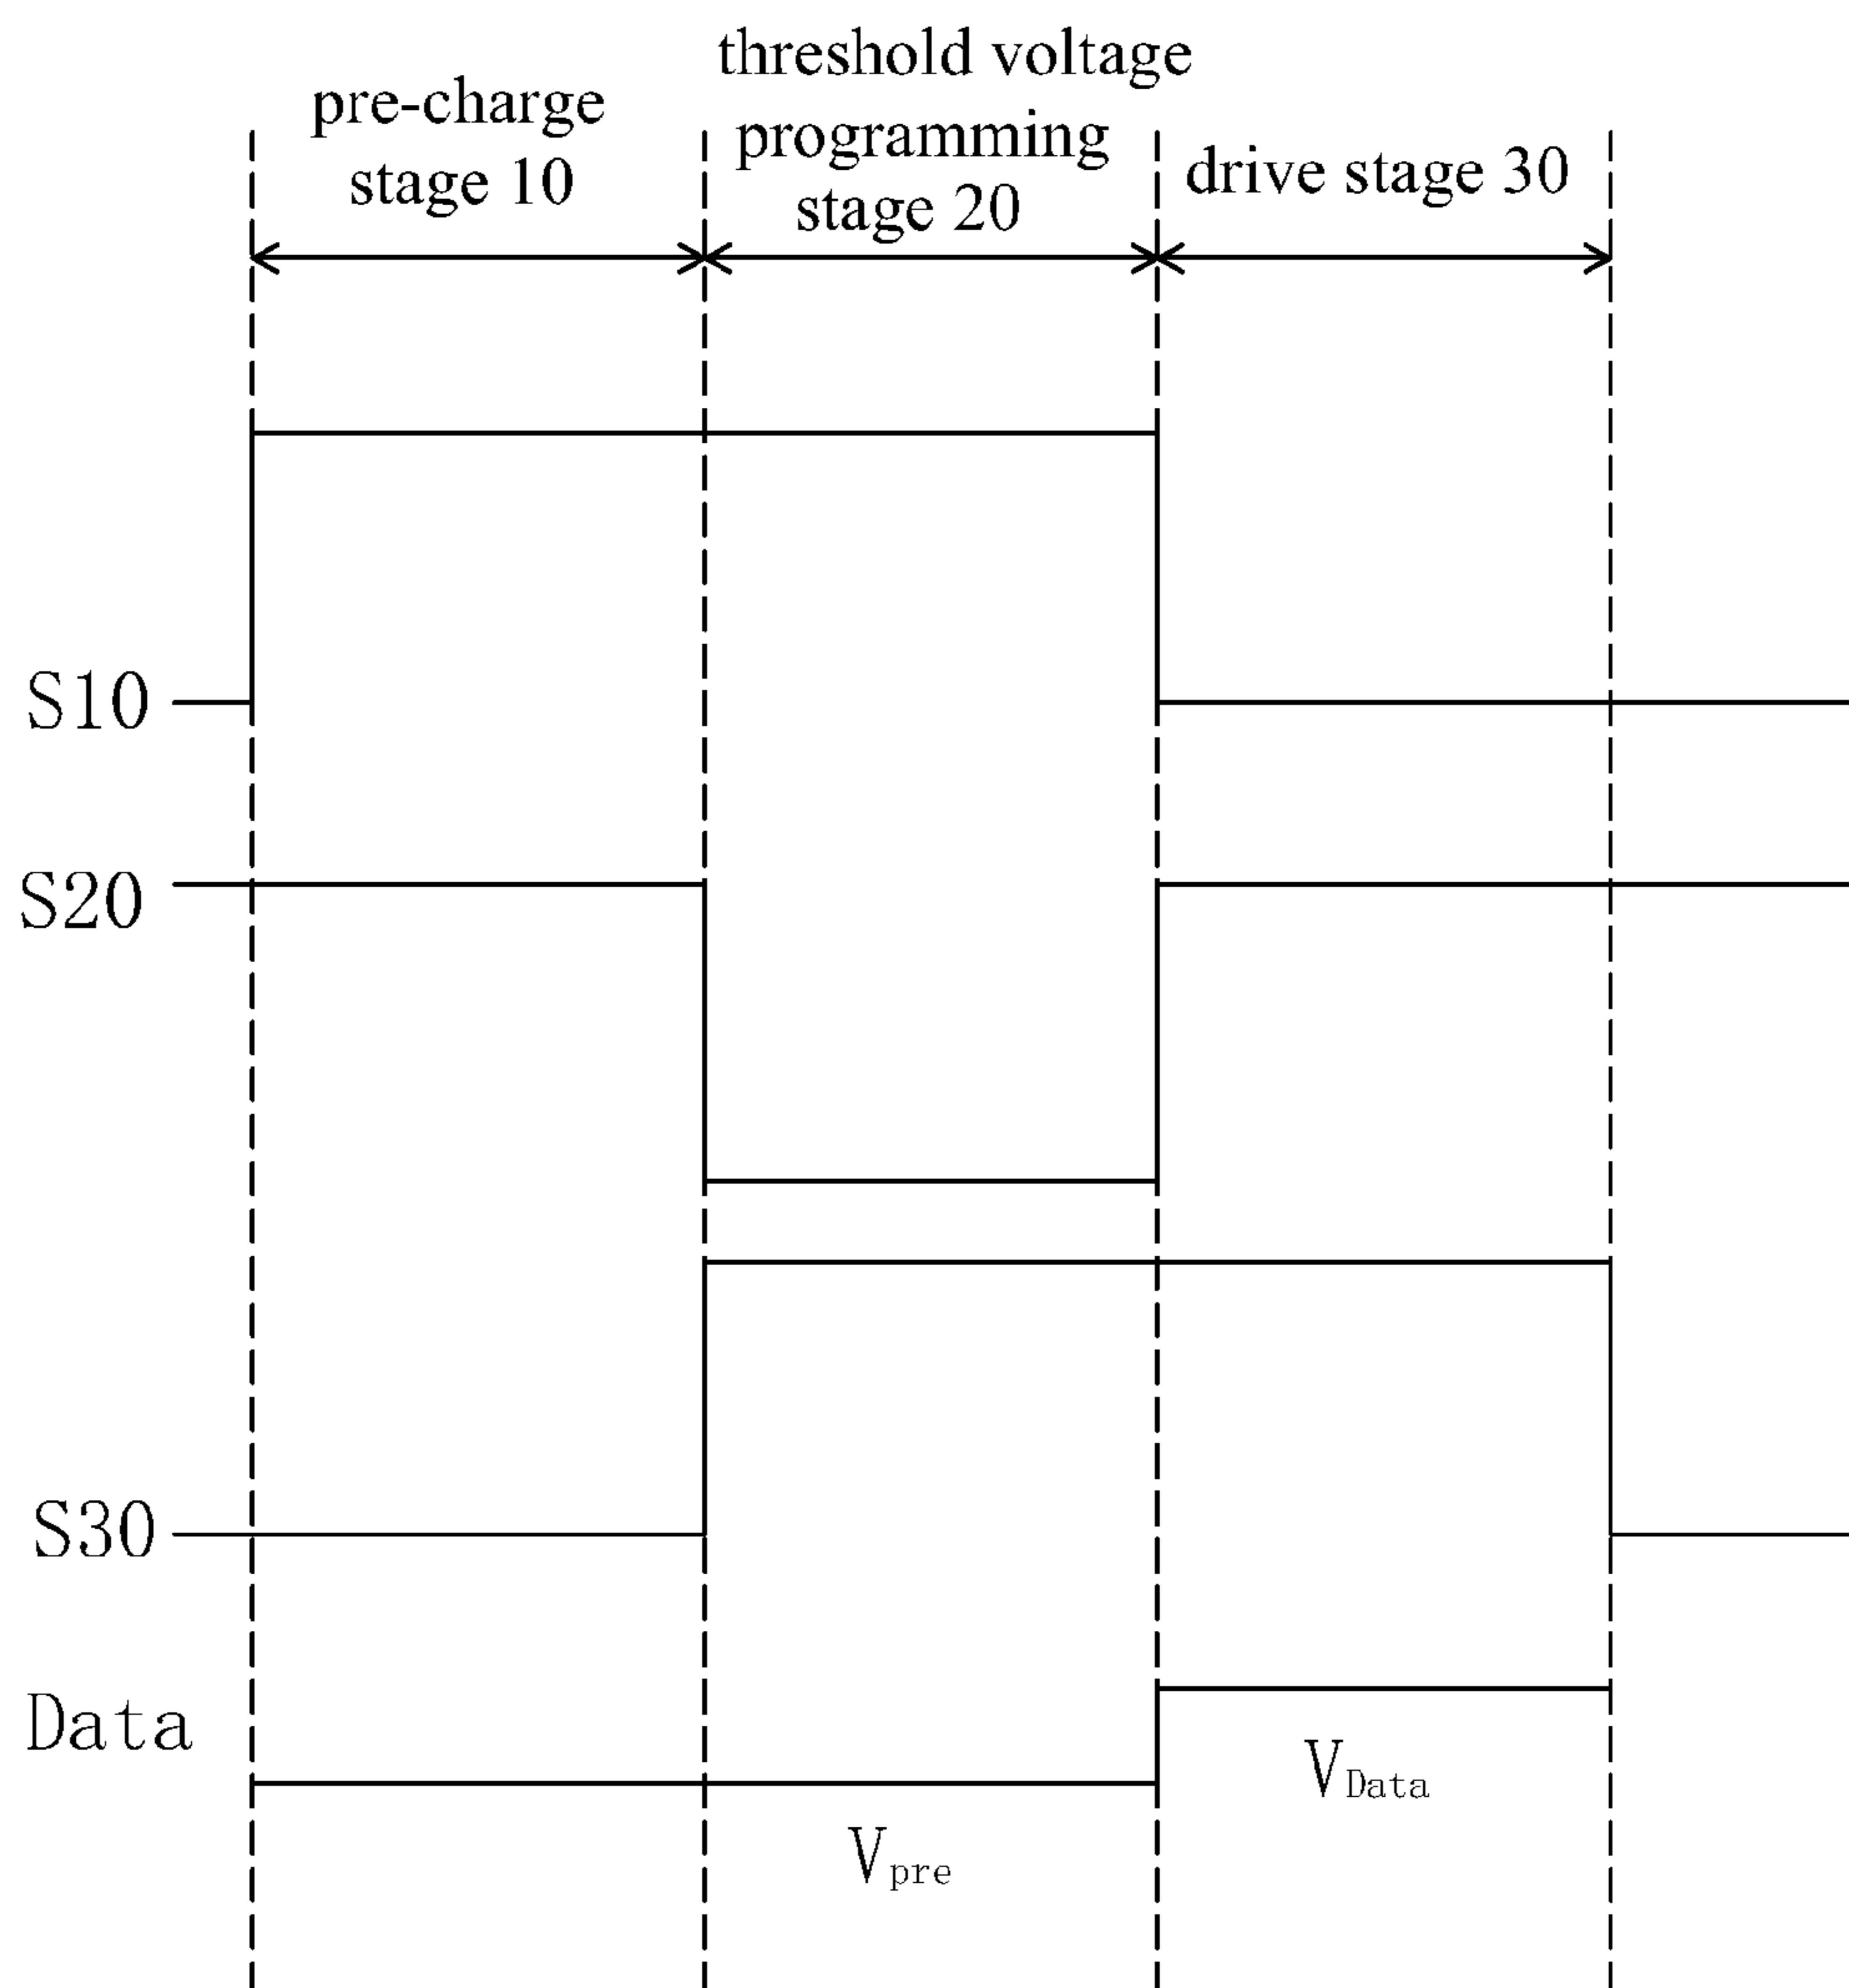 pre-charge
stage 10
threshold voltage
programming
stage 20
drive stage 30
S10
S20
S30
Data
VData
Vpre